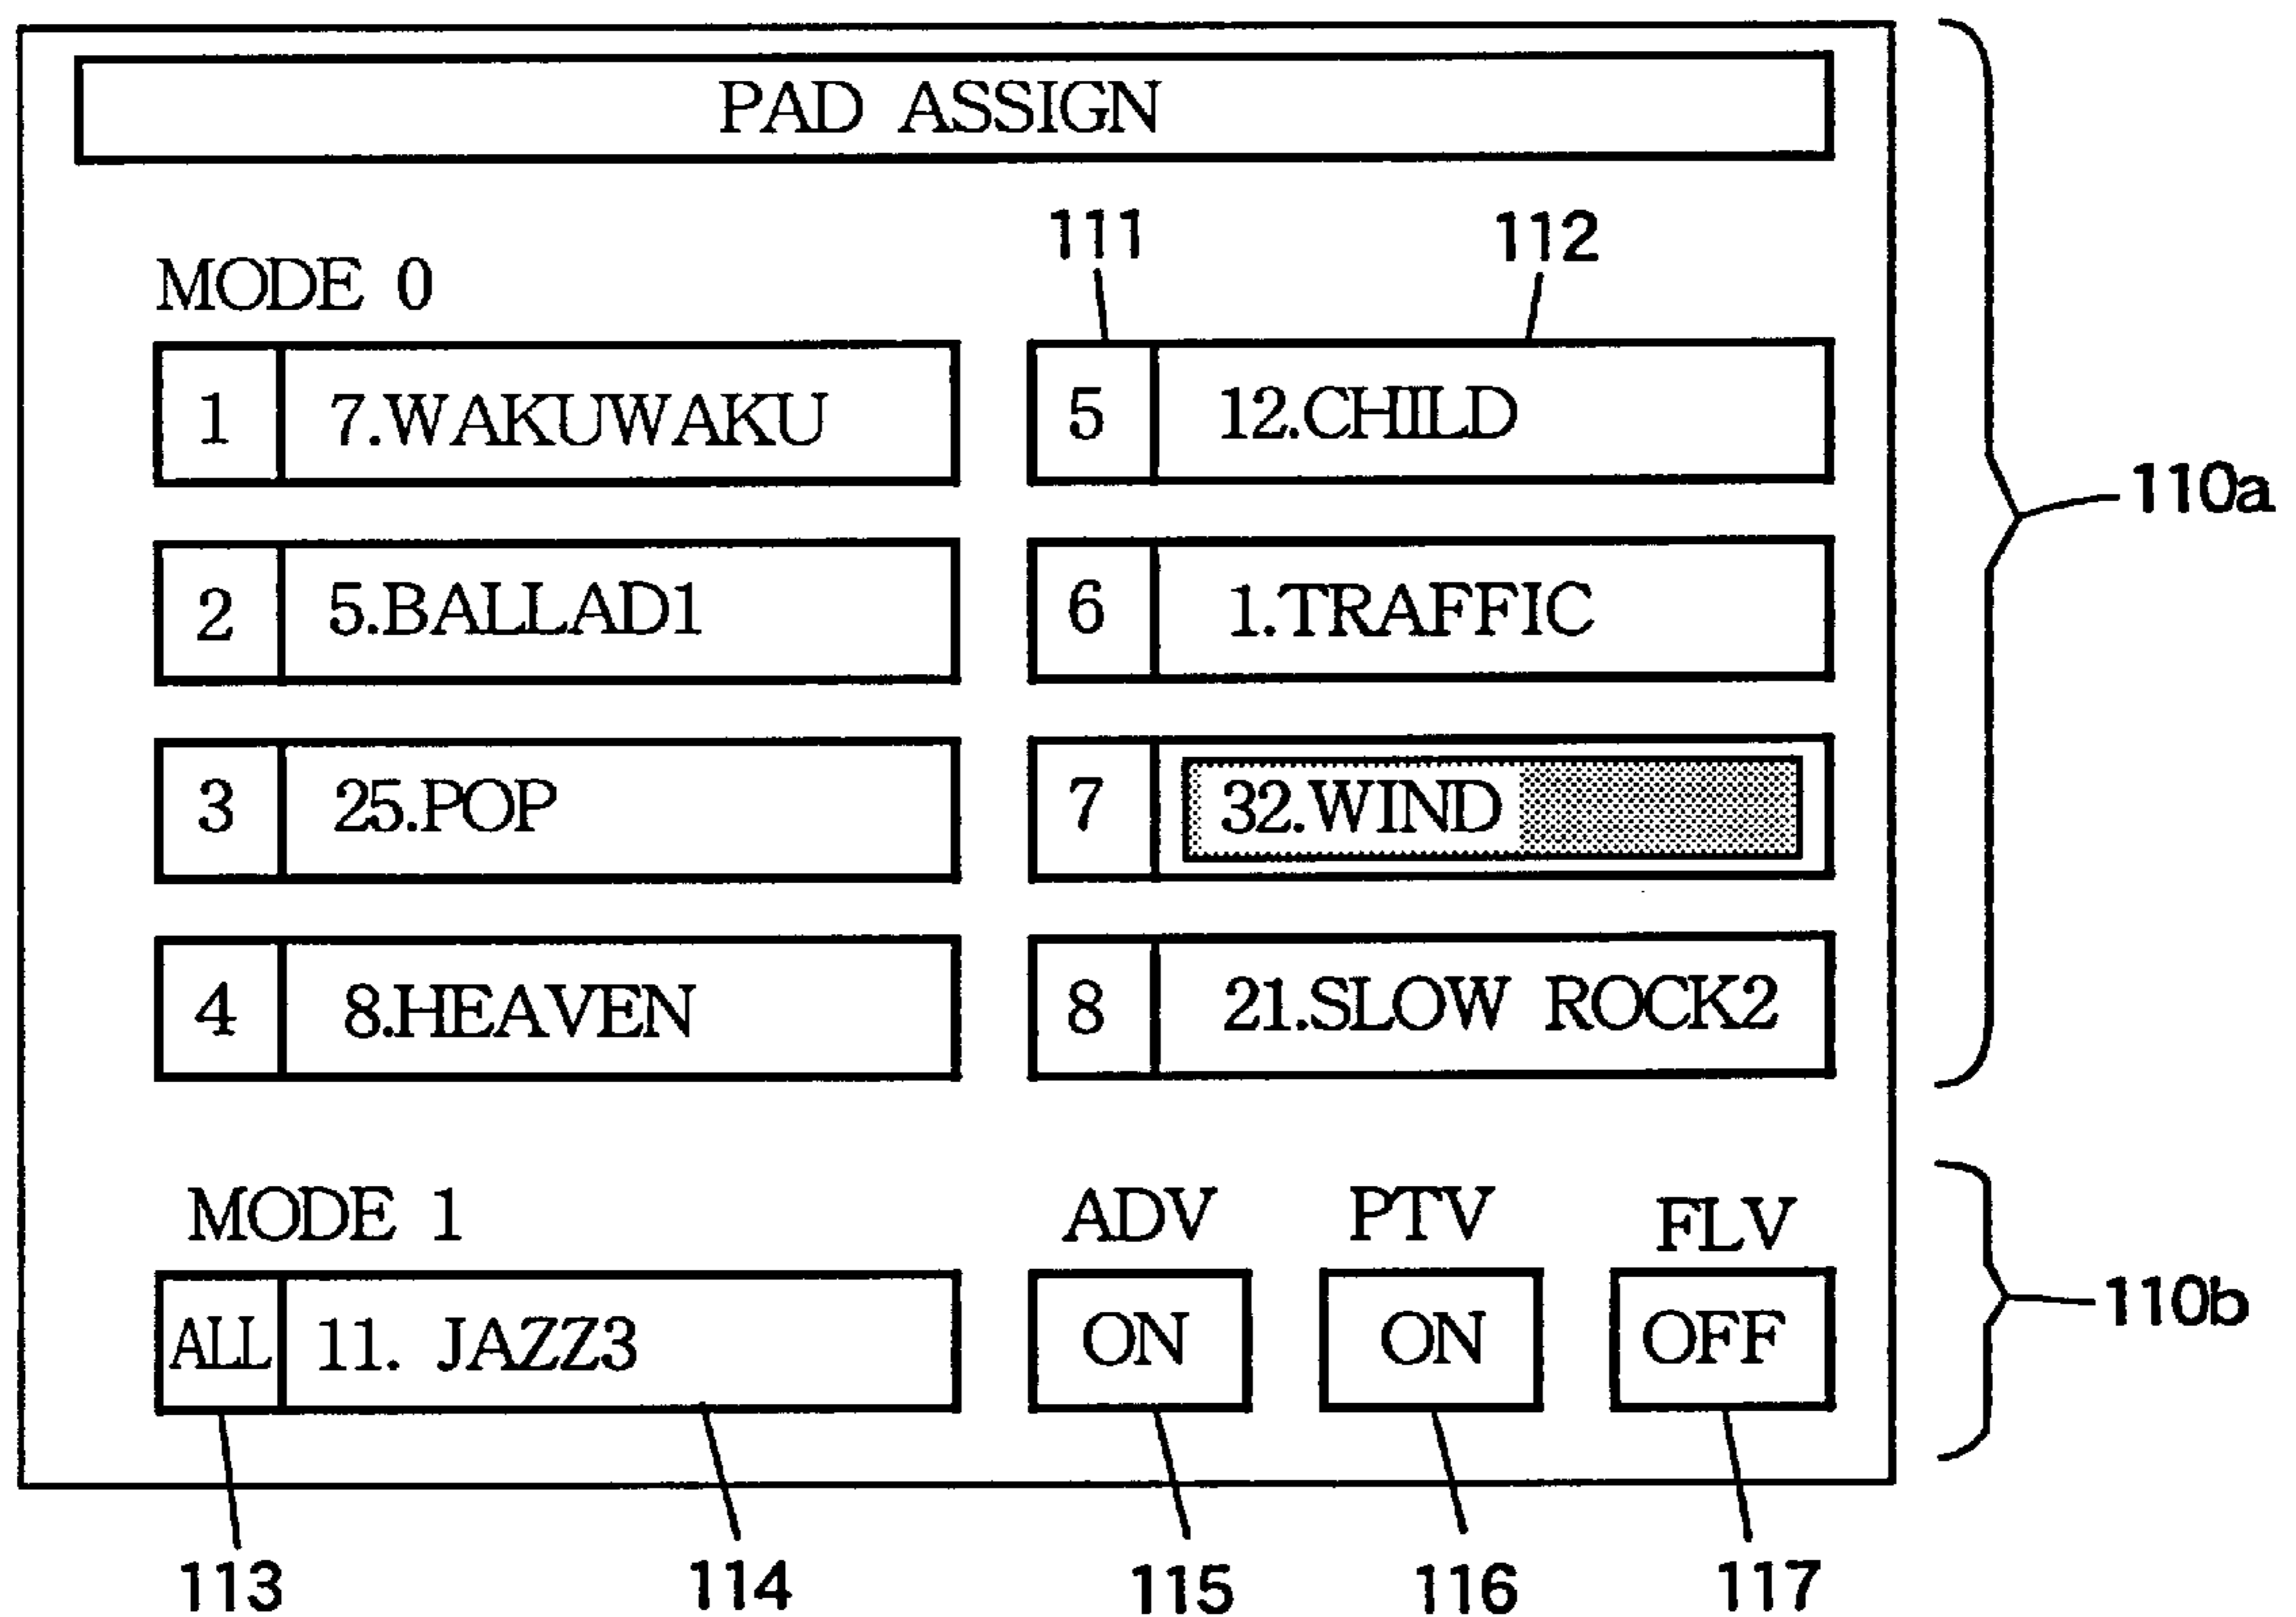 PAD ASSIGN
111 112
MODE 0
1 7.WAKUWAKU 5 12.CHILD
110a
2 5.BALLAD1 6 1.TRAFFIC
3 25.POP 7 32.WIND
4 8.HEAVEN 8 21.SLOW ROCK2
MODE 1 ADV PTV FLV
110b
ALL 11. JAZZ3 ON ON OFF
113 114 115 116 117